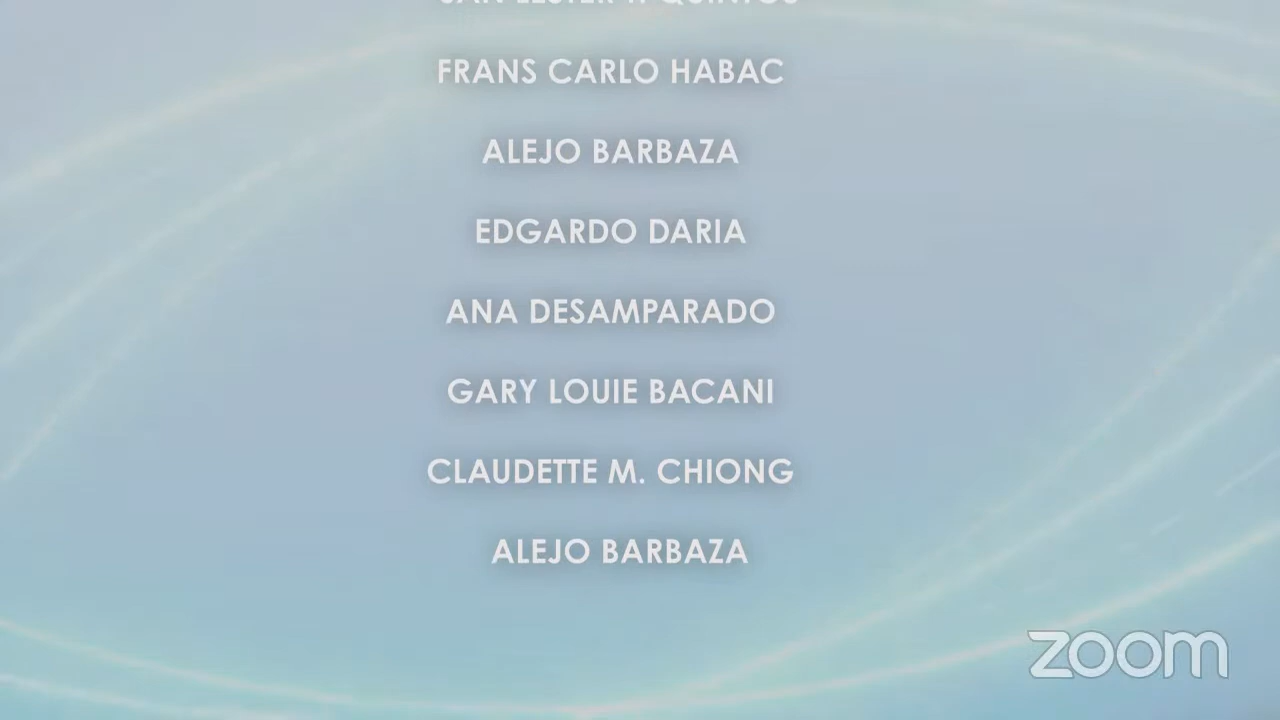 FRANS CARLO HABAC
ALEJO BARBAZA
EDGARDO DARIA
ANA DESAMPARADO
GARY LOUIE BACANI
CLAUDETTE M. CHIONG
ALEJO BARBAZA
zoom